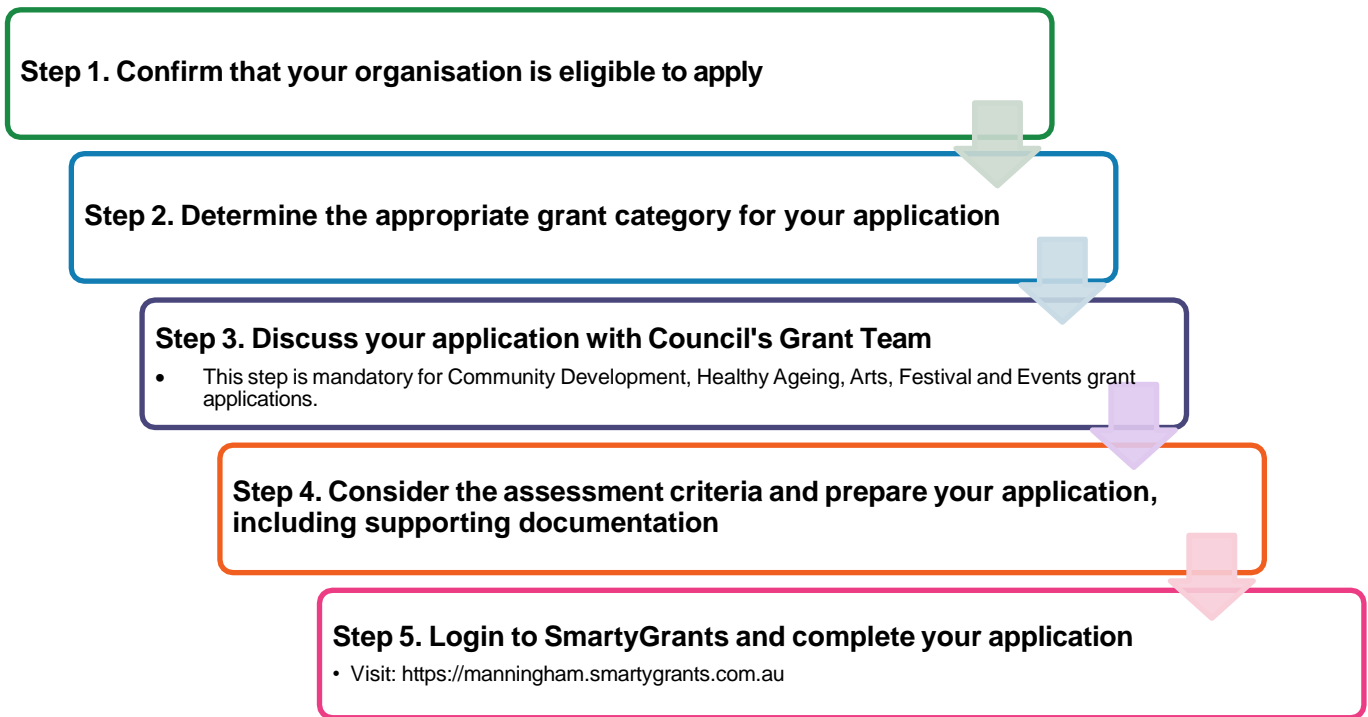 Step 1. Confirm that your organisation is eligible to apply
Step 2. Determine the appropriate grant category for your application
Step 3. Discuss your application with Council's Grant Team
• This step is mandatory for Community Development, Healthy Ageing, Arts, Festival and Events grant
applications.
Step 4. Consider the assessment criteria and prepare your application,
including supporting documentation
Step 5. Login to SmartyGrants and complete your application
• Visit: https://manningham.smartygrants.com.au